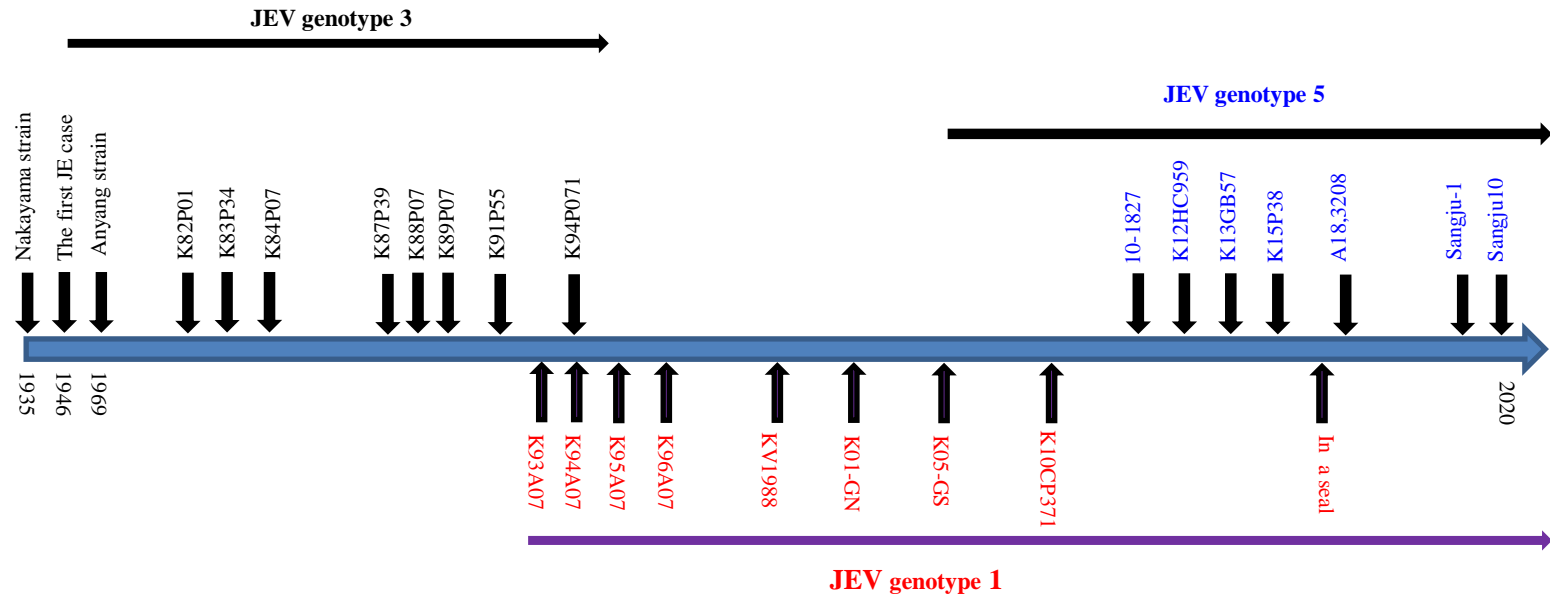 JEV genotype 3
JEV genotype 5
Nakayama strain
The first JE case
Anyang strain
K82P01
K83P34
K84P07
K87P39
K88P07
K89P07
K91P55
K94P071
10-1827
K12HC959
K13GB57
K15P38
A18,3208
Sangju-1
Sangju10
1935
1946
1969
2020
K93A07
K94A07
K95A07
K96A07
KV1988
K01-GN
K05-GS
K10CP371
In a seal
JEV genotype 1